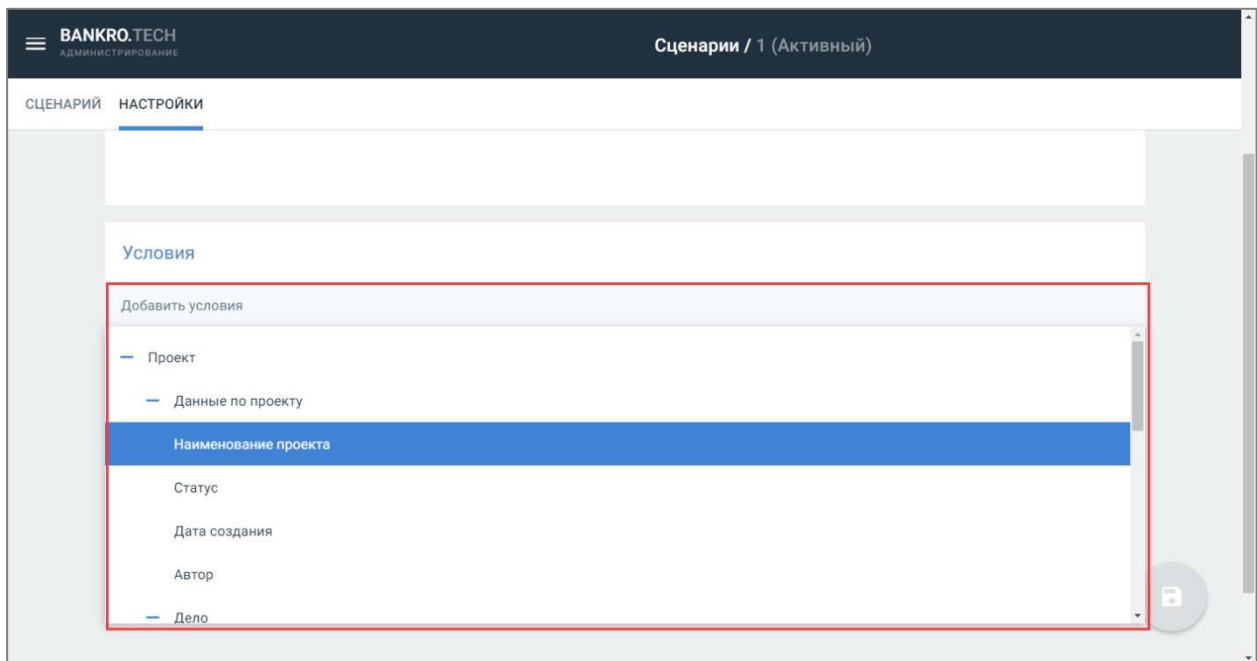 BANKRO.TECH
АДМИНИСТРИРОВАНИЕ
Сценарии / 1 (Активный)
СЦЕНАРИЙ НАСТРОЙКИ
Условия
Добавить условия
Проект
Данные по проекту
Наименование проекта
Статус
Дата создания
Автор
Дело